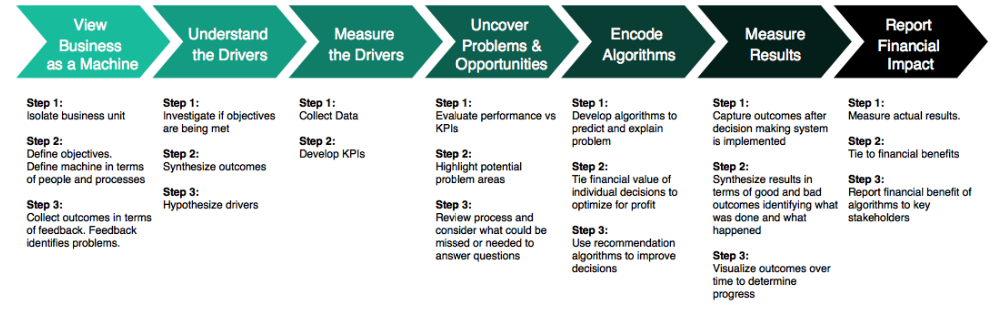 View
Business
as a Machine
Understand
the Drivers
Measure
the Drivers
Uncover
Problems &
Opportunities
Encode
Algorithms
Measure
Results
Report
Financial
Impact
Step 1:
Isolate business unit
Step 2:
Define objectives.
Define machine in terms
of people and processes
Step 3:
Collect outcomes in terms
of feedback. Feedback
identifies problems.
Step 1:
Investigate if objectives
are being met
Step 2:
Synthesize outcomes
Step 3:
Hypothesize drivers
Step 1:
Collect Data
Step 2:
Develop KPIs
Step 1:
Evaluate performance vs
KPIs
Step 2:
Highlight potential
problem areas
Step 3:
Review process and
consider what could be
missed or needed to
answer questions
Step 1:
Develop algorithms to
predict and explain
problem
Step 2:
Tie financial value of
individual decisions to
optimize for profit
Step 3:
Use recommendation
algorithms to improve
decisions
Step 1:
Capture outcomes after
decision making system
is implemented
Step 2:
Synthesize results in
terms of good and bad
outcomes identifying what
was done and what
happened
Step 3:
Visualize outcomes over
time to determine
progress
Step 1:
Measure actual results.
Step 2:
Tie to financial benefits
Step 3:
Report financial benefit of
algorithms to key
stakeholders